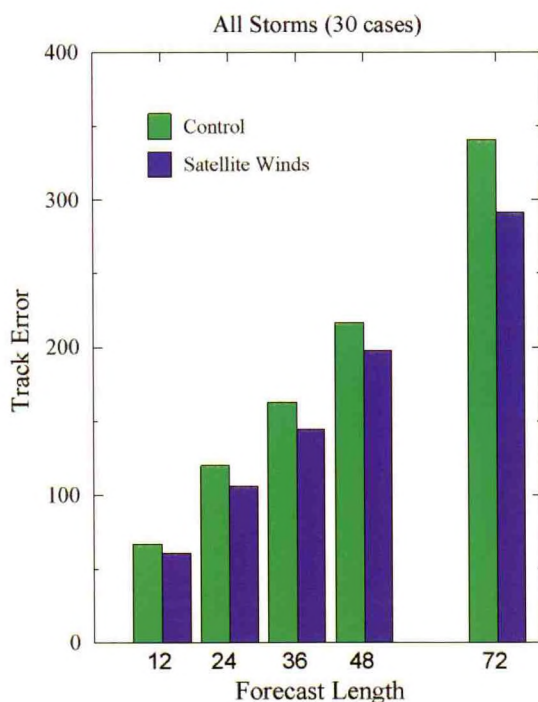 All Storms (30 cases)
400
300
200
100
0
Track Error
Control
Satellite Winds
12 24 36 48 72
Forecast Length